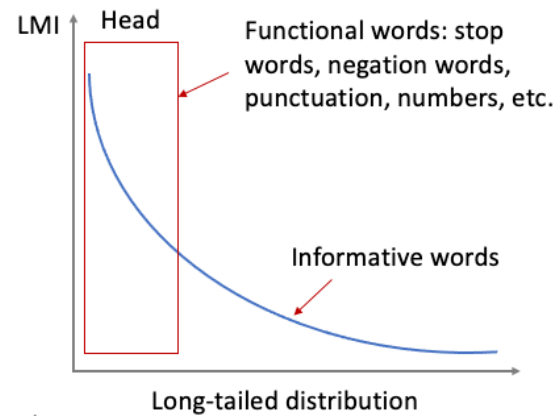 LMI
Head
Functional words: stop
words, negation words,
punctuation, numbers, etc.
Informative words
Long-tailed distribution